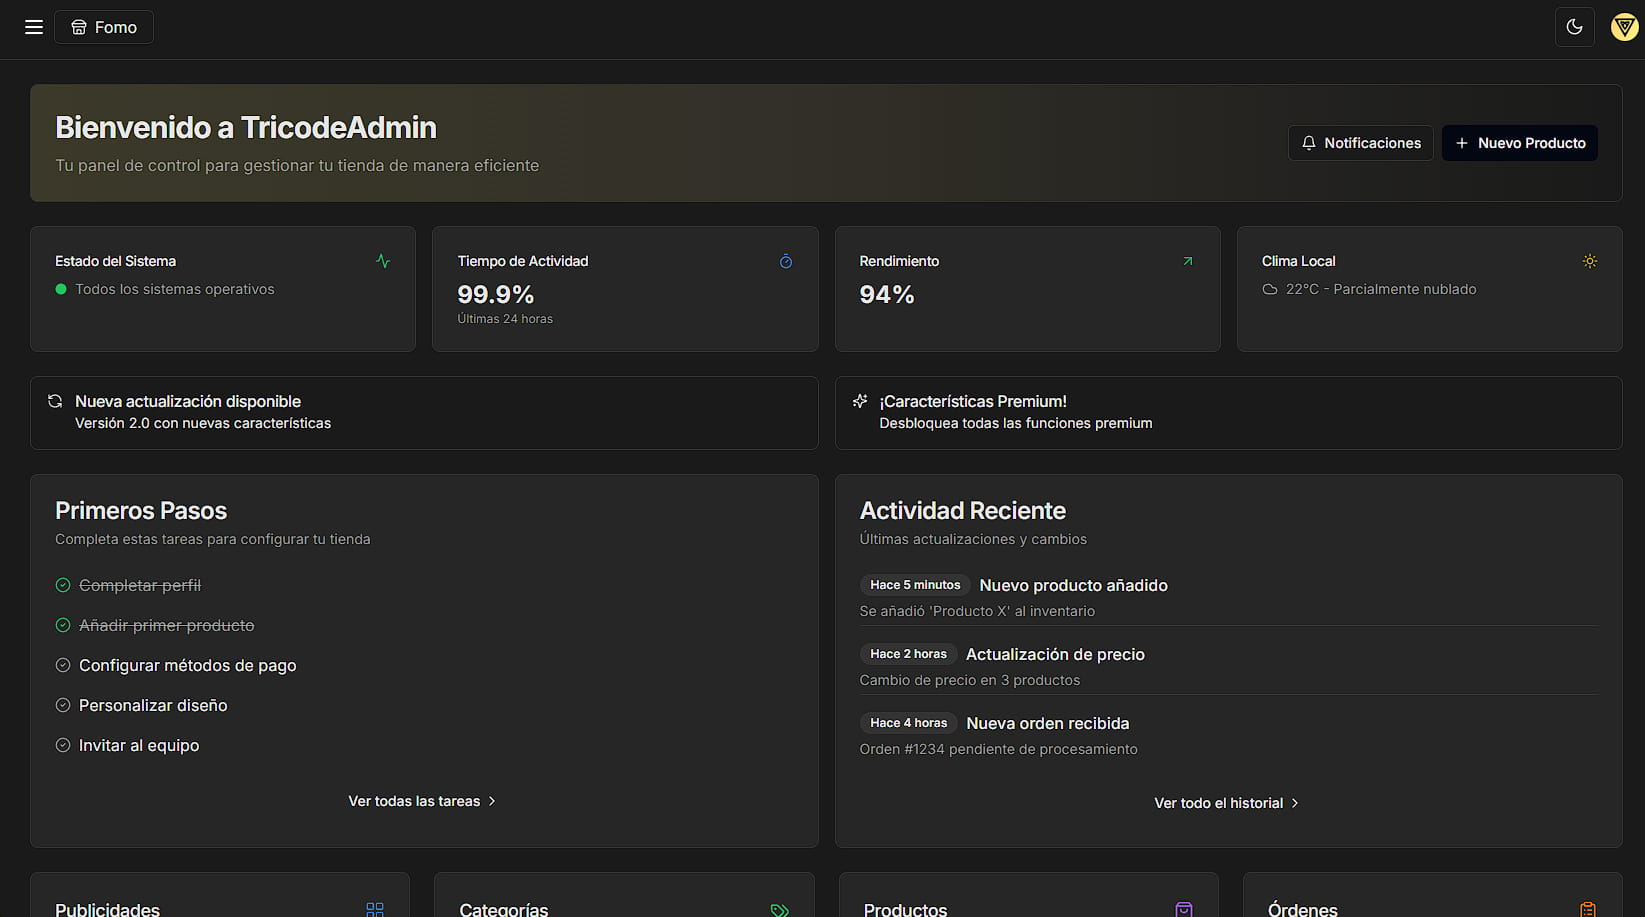 Fomo
Bienvenido a TricodeAdmin
Tu panel de control para gestionar tu tienda de manera eficiente
Notificaciones
Nuevo Producto
Estado del Sistema
Todos los sistemas operativos
Tiempo de Actividad
99.9%
Últimas 24 horas
Rendimiento
94%
Clima Local
22°C - Parcialmente nublado
Nueva actualización disponible
Versión 2.0 con nuevas características
¡Características Premium!
Desbloquea todas las funciones premium
Primeros Pasos
Completa estas tareas para configurar tu tienda
Completar perfil
Añadir primer producto
Configurar métodos de pago
Personalizar diseño
Invitar al equipo
Ver todas las tareas
Actividad Reciente
Últimas actualizaciones y cambios
Hace 5 minutos Nuevo producto añadido
Se añadió 'Producto X' al inventario
Hace 2 horas Actualización de precio
Cambio de precio en 3 productos
Hace 4 horas Nueva orden recibida
Orden #1234 pendiente de procesamiento
Ver todo el historial
Publicidades
Categorías
Productos
Órdenes